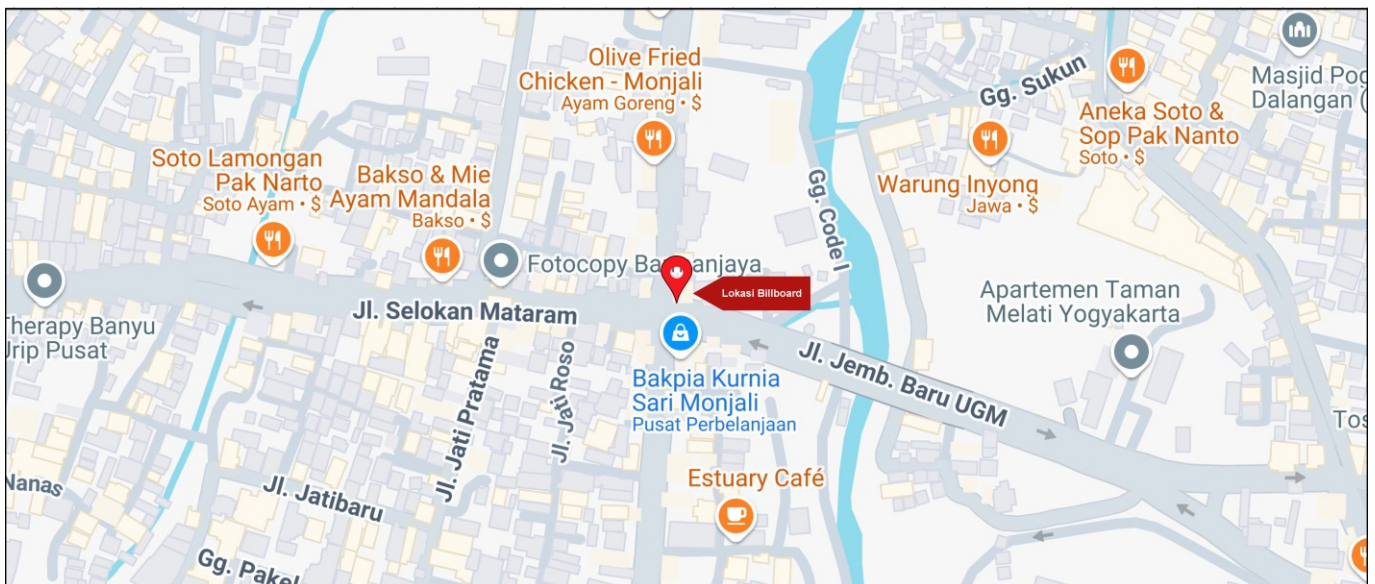 Olive Fried
Chicken - Monjali
Ayam Goreng • $
Gg. Sukun
Masjid Pog
Dalangan (
Aneka Soto &
Sop Pak Nanto
Soto • $
Soto Lamongan
Pak Narto
Soto Ayam • $
Bakso & Mie
Ayam Mandala
Bakso • $
Warung Inyong
Jawa • $
Gg. Code I
Fotocopy Ba anjaya
Lokasi Billboard
Apartemen Taman
Melati Yogyakarta
Therapy Banyu
Urip Pusat
Jl. Selokan Mataram
Jl. Jemb. Baru UGM
Bakpia Kurnia
Sari Monjali
Pusat Perbelanjaan
Jl. Jati Pratama
Jl. Jati Roso
Tos
Estuary Café
Nanas
Jl. Jatibaru
Gg. Pakel